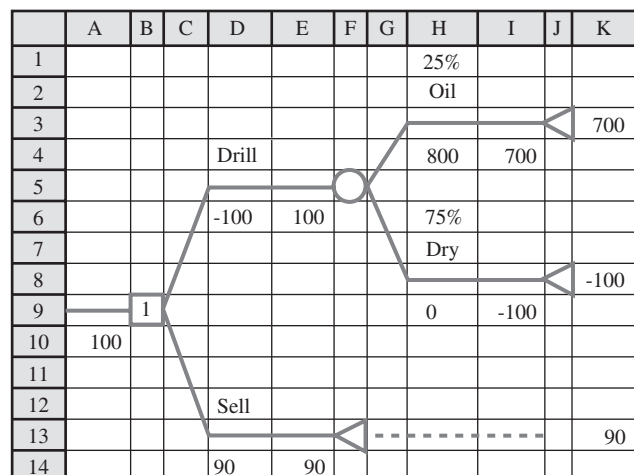 A B C D E F G H I J K
1 25%
2 Oil
3 700
4 Drill 800 700
5
6 -100 100 75%
7 Dry
8 -100
9 1 0 -100
10 100
11
12 Sell
13 90
14 90 90